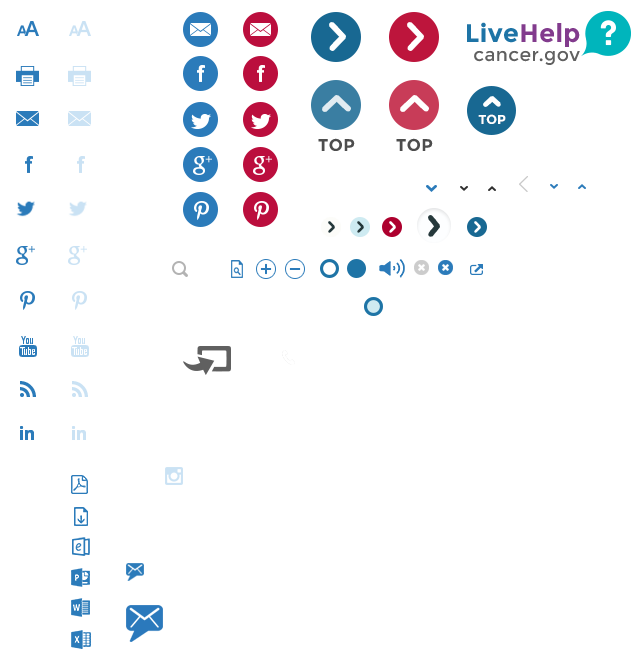 AA AA
LiveHelp
?
cancer.gov
f f
f f
TOP
TOP TOP
g+ g+
g+ g+
You You
Tube Tube
in in
e
P
W
X